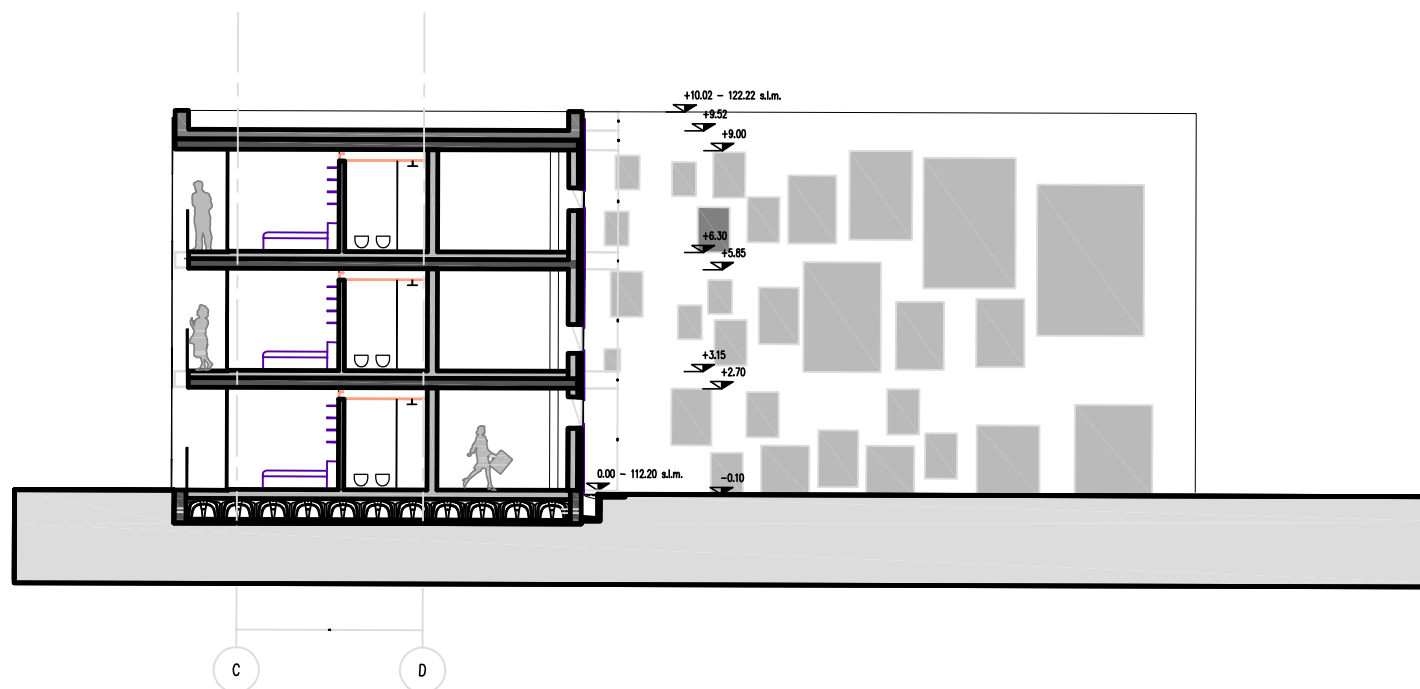 +10.02 - 122.22 s.l.m.
+9.52
+9.00
+6.30
+5.85
+3.15
+2.70
0.00 - 112.20 s.l.m.
-0.10
C
D